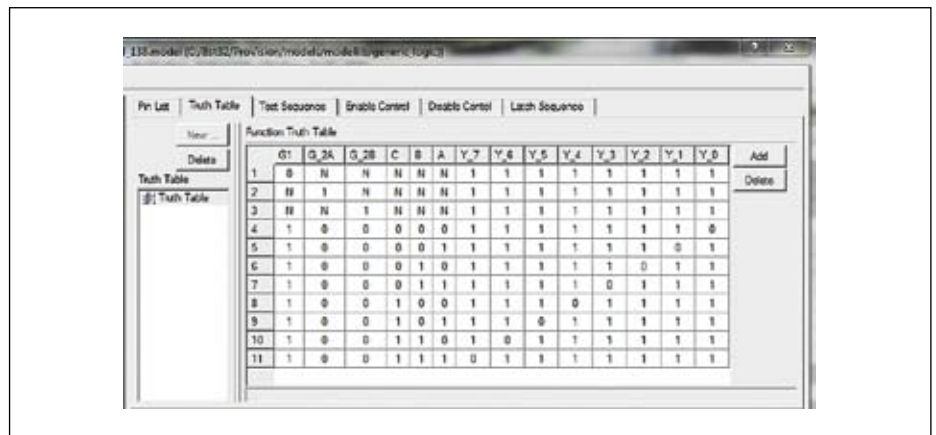 Pin List Truth Table Test Sequence Enable Control Disable Control Latch Sequence
New ...
Delete
Truth Table
Truth Table
Function Truth Table
Add
Delete
G1 G_2A G_2B C B A Y_7 Y_6 Y_5 Y_4 Y_3 Y_2 Y_1 Y_0
1 0 N N N N N 1 1 1 1 1 1 1 1
2 N 1 N N N N 1 1 1 1 1 1 1 1
3 N N 1 N N N 1 1 1 1 1 1 1 1
4 1 0 0 0 0 0 1 1 1 1 1 1 1 0
5 1 0 0 0 0 1 1 1 1 1 1 1 0 1
6 1 0 0 0 1 0 1 1 1 1 1 0 1 1
7 1 0 0 0 1 1 1 1 1 1 0 1 1 1
8 1 0 0 1 0 0 1 1 1 0 1 1 1 1
9 1 0 0 1 0 1 1 1 0 1 1 1 1 1
10 1 0 0 1 1 0 1 0 1 1 1 1 1 1
11 1 0 0 1 1 1 0 1 1 1 1 1 1 1